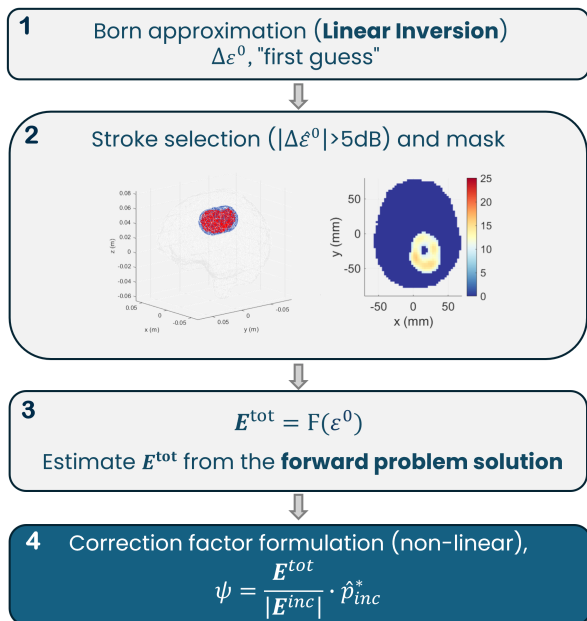 1
Born approximation (Linear Inversion)
Δε⁰, "first guess"
2
Stroke selection (|Δε̂⁰|>5dB) and mask
0.08
0.06
0.04
0.02
0
-0.02
-0.04
-0.06
z (m)
0.05
0
-0.05
x (m)
0.05
0
-0.05
y (m)
50
0
-50
y (mm)
-50
0
50
x (mm)
25
20
15
10
5
0
3
E^tot = F(ε⁰)
Estimate E^tot from the forward problem solution
4
Correction factor formulation (non-linear),
ψ = E^tot / |E^inc| · p̂*_inc